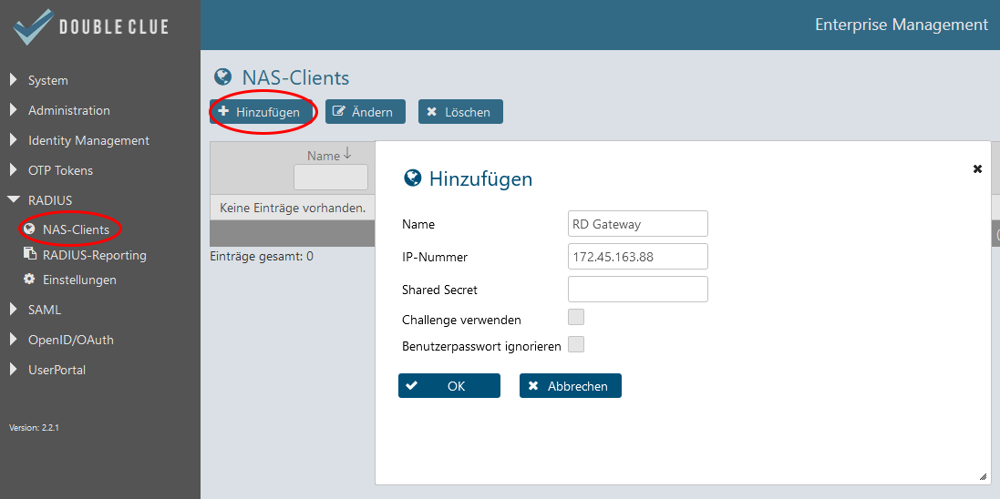 DOUBLE CLUE
Enterprise Management
System
Administration
Identity Management
OTP Tokens
RADIUS
NAS-Clients
RADIUS-Reporting
Einstellungen
SAML
OpenID/OAuth
UserPortal
Version: 2.2.1
NAS-Clients
Hinzufügen
Ändern
Löschen
Name
Keine Einträge vorhanden.
(
Einträge gesamt: 0
Hinzufügen
Name
RD Gateway
IP-Nummer
172.45.163.88
Shared Secret
Challenge verwenden
Benutzerpasswort ignorieren
OK
Abbrechen